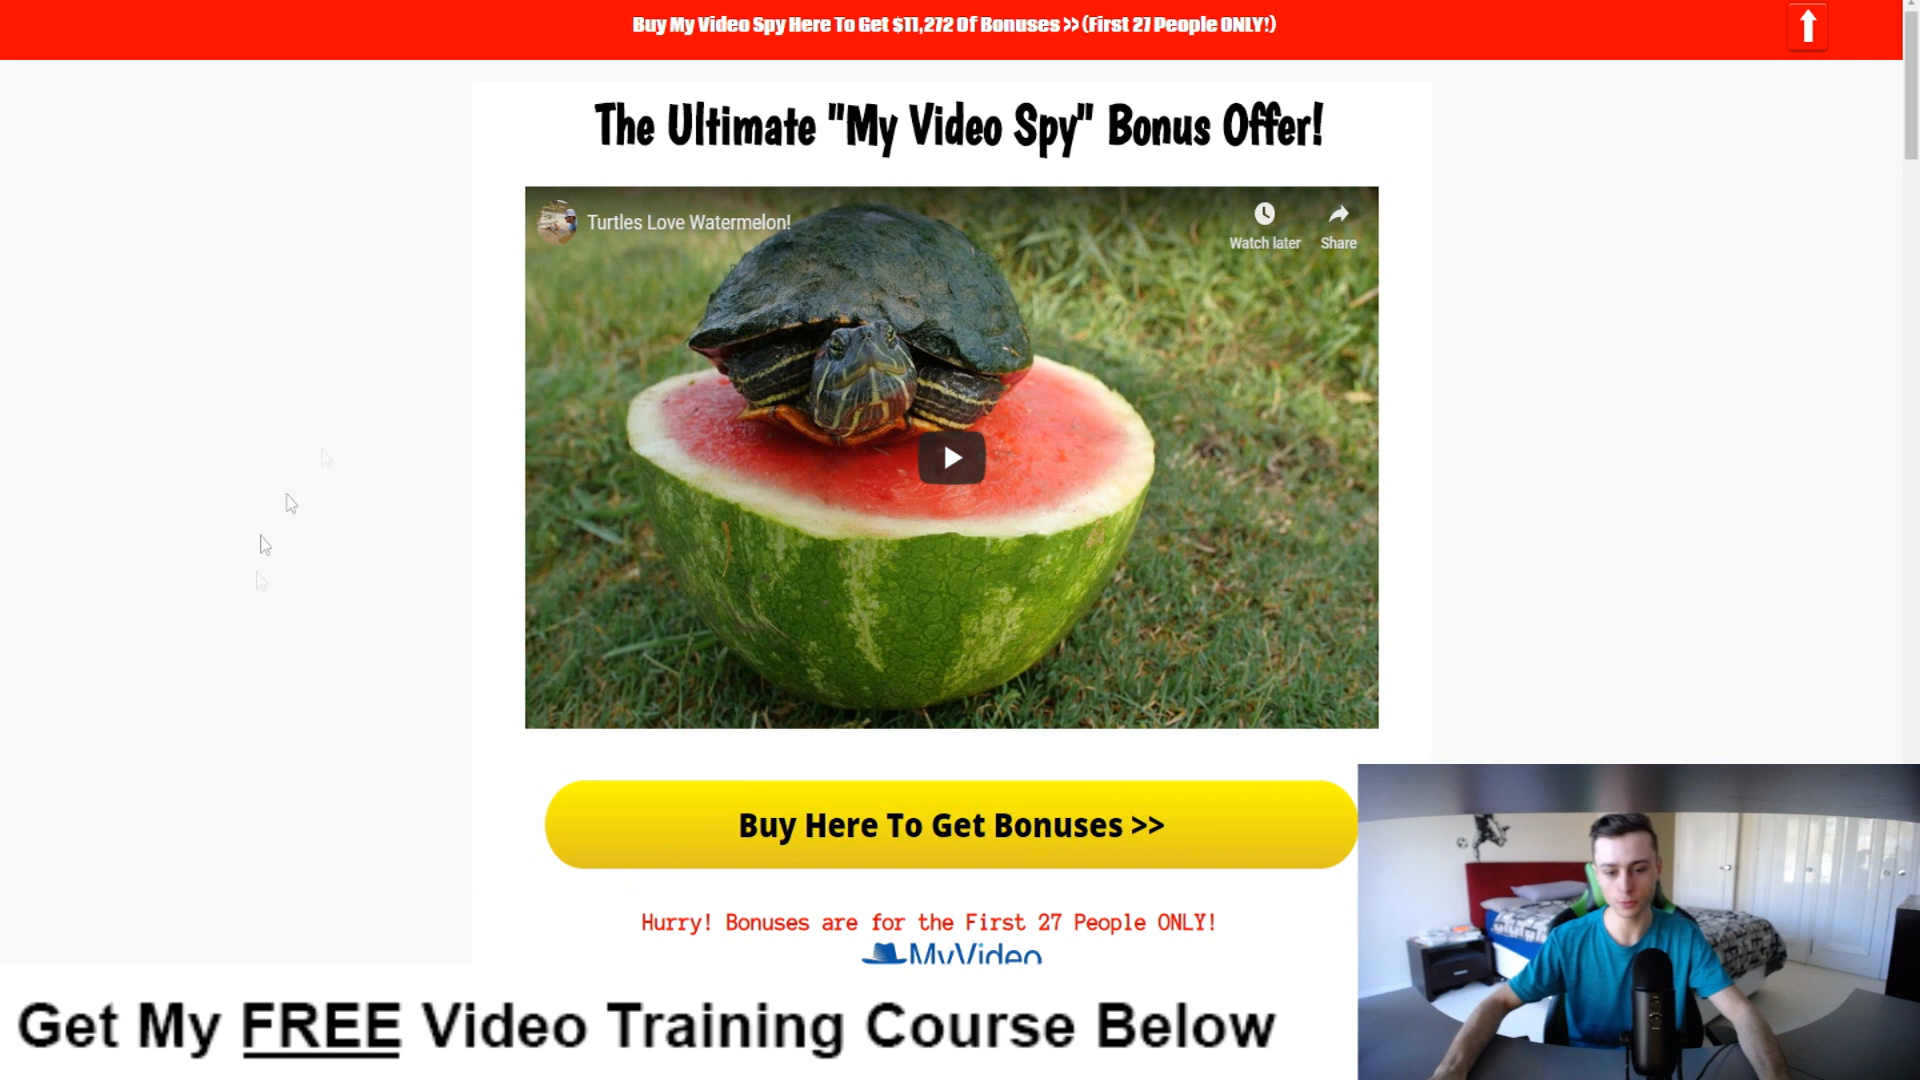 Buy My Video Spy Here To Get $11,272 Of Bonuses >> (First 27 People ONLY!)
The Ultimate "My Video Spy" Bonus Offer!
Turtles Love Watermelon!
Watch later
Share
Buy Here To Get Bonuses >>
Hurry! Bonuses are for the First 27 People ONLY!
MyVideo
Get My FREE Video Training Course Below